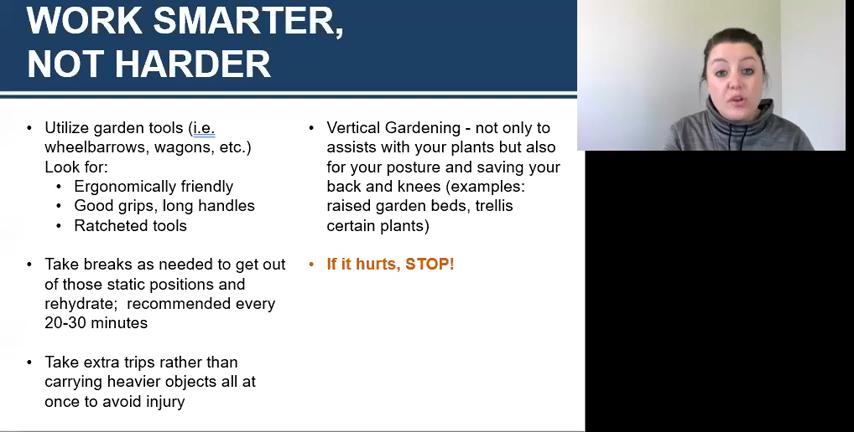 WORK SMARTER,
NOT HARDER
• Utilize garden tools (i.e.
wheelbarrows, wagons, etc.)
Look for:
• Ergonomically friendly
• Good grips, long handles
• Ratcheted tools
• Take breaks as needed to get out
of those static positions and
rehydrate;  recommended every
20-30 minutes
• Take extra trips rather than
carrying heavier objects all at
once to avoid injury
• Vertical Gardening - not only to
assists with your plants but also
for your posture and saving your
back and knees (examples:
raised garden beds, trellis
certain plants)
• If it hurts, STOP!